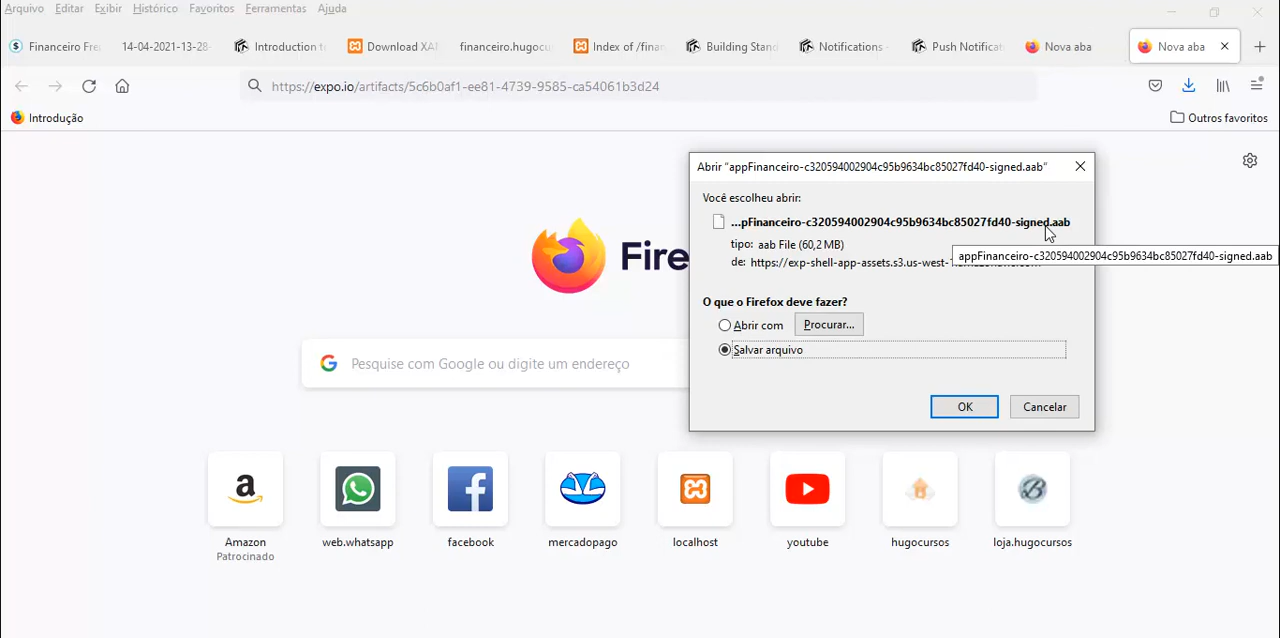 Arquivo Editar Exibir Histórico Favoritos Ferramentas Ajuda
Financeiro Fre 14-04-2021-13-28- Introduction t Download XA financeiro.hugocu Index of /finan Building Stand Notifications - Push Notificat Nova aba Nova aba
https://expo.io/artifacts/5c6b0af1-ee81-4739-9585-ca54061b3d24
Introdução Outros favoritos
Abrir "appFinanceiro-c320594002904c95b9634bc85027fd40-signed.aab"
Você escolheu abrir:
...pFinanceiro-c320594002904c95b9634bc85027fd40-signed.aab
tipo: aab File (60,2 MB)
de: https://exp-shell-app-assets.s3.us-west-
appFinanceiro-c320594002904c95b9634bc85027fd40-signed.aab
Fire
O que o Firefox deve fazer?
Abrir com Procurar...
Salvar arquivo
Pesquise com Google ou digite um endereço
OK Cancelar
Amazon web.whatsapp facebook mercadopago localhost youtube hugocursos loja.hugocursos
Patrocinado